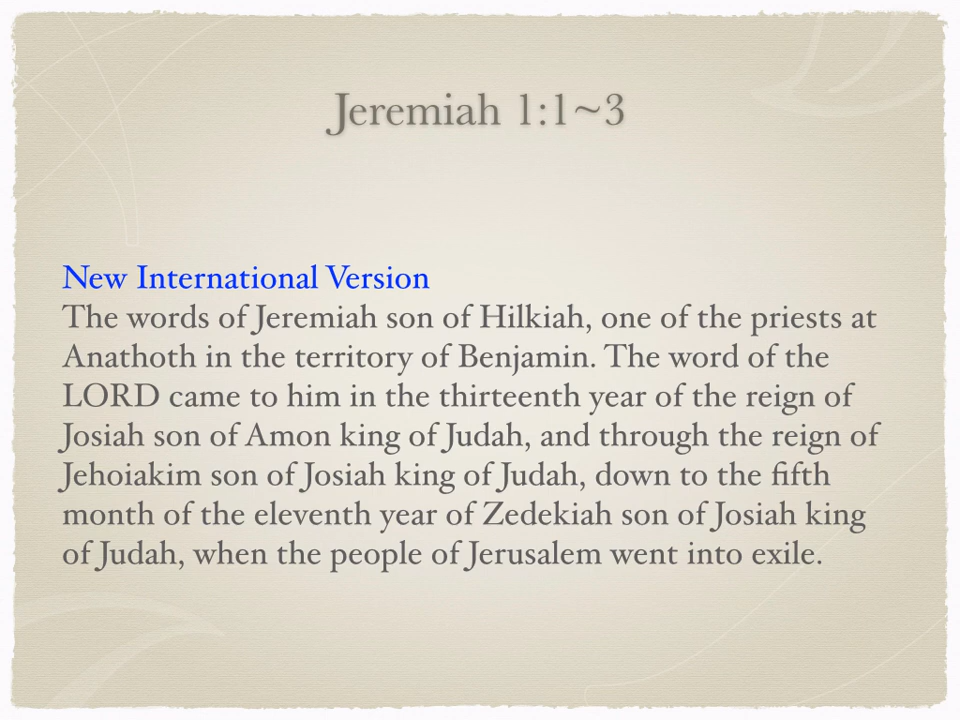 Jeremiah 1:1~3
New International Version
The words of Jeremiah son of Hilkiah, one of the priests at
Anathoth in the territory of Benjamin. The word of the
LORD came to him in the thirteenth year of the reign of
Josiah son of Amon king of Judah, and through the reign of
Jehoiakim son of Josiah king of Judah, down to the fifth
month of the eleventh year of Zedekiah son of Josiah king
of Judah, when the people of Jerusalem went into exile.